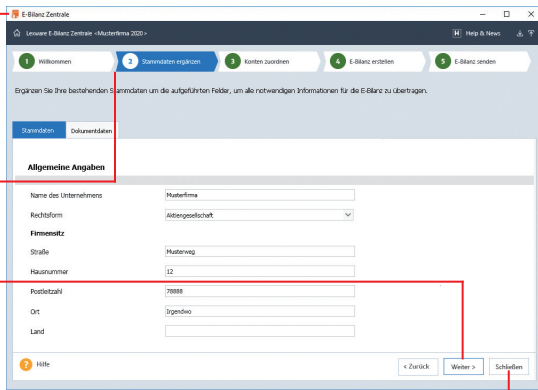 E-Bilanz Zentrale
Lexware E-Bilanz Zentrale <Musterfirma 2020> H Help & News
1 Willkommen 2 Stammdaten ergänzen 3 Konten zuordnen 4 E-Bilanz erstellen 5 E-Bilanz senden
Ergänzen Sie Ihre bestehenden Stammdaten um die aufgeführten Felder, um alle notwendigen Informationen für die E-Bilanz zu übertragen.
Stammdaten Dokumentdaten
Allgemeine Angaben
Name des Unternehmens Musterfirma
Rechtsform Aktiengesellschaft
Firmensitz
Straße Musterweg
Hausnummer 12
Postleitzahl 78888
Ort Irgendwo
Land
? Hilfe < Zurück Weiter > Schließen